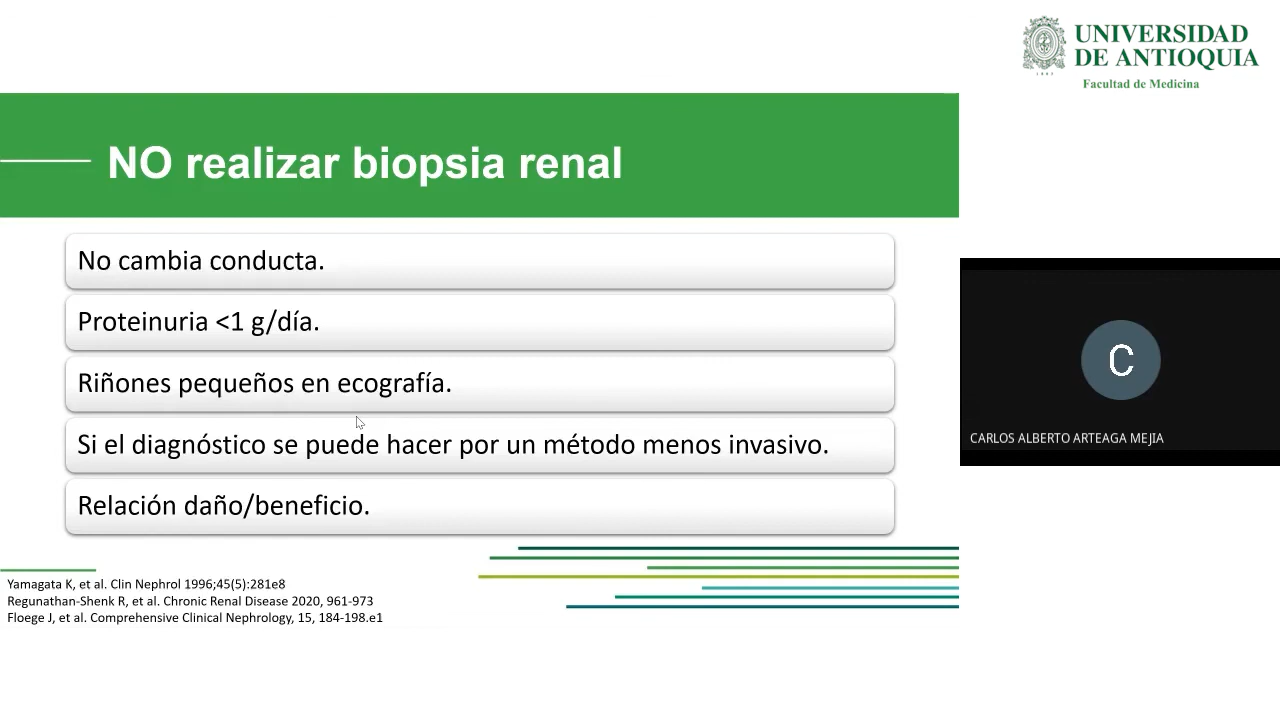 UNIVERSIDAD
DE ANTIOQUIA
1803
Facultad de Medicina
NO realizar biopsia renal
No cambia conducta.
Proteinuria <1 g/día.
Riñones pequeños en ecografía.
Si el diagnóstico se puede hacer por un método menos invasivo.
Relación daño/beneficio.
C
CARLOS ALBERTO ARTEAGA MEJIA
Yamagata K, et al. Clin Nephrol 1996;45(5):281e8
Regunathan-Shenk R, et al. Chronic Renal Disease 2020, 961-973
Floege J, et al. Comprehensive Clinical Nephrology, 15, 184-198.e1